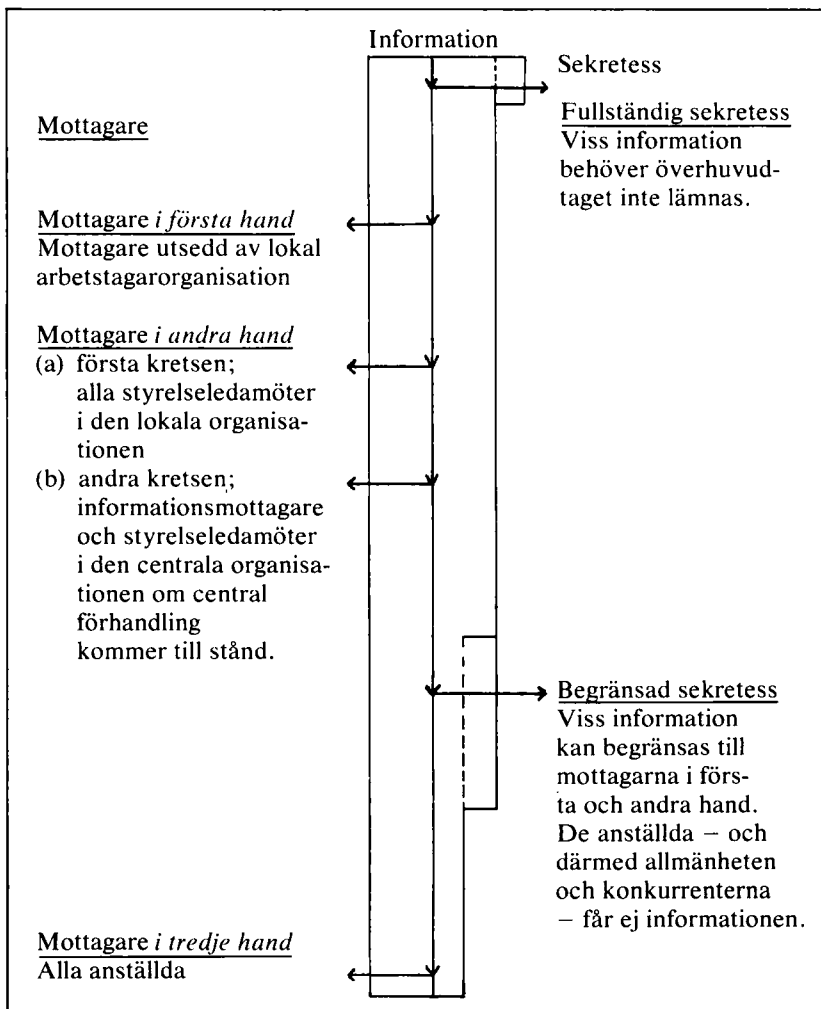 Information
Sekretess
Fullständig sekretess
Viss information
behöver överhuvud-
taget inte lämnas.
Mottagare
Mottagare i första hand
Mottagare utsedd av lokal
arbetstagarorganisation
Mottagare i andra hand
(a) första kretsen;
alla styrelseledamöter
i den lokala organisa-
tionen
(b) andra kretsen;
informationsmottagare
och styrelseledamöter
i den centrala organisa-
tionen om central
förhandling
kommer till stånd.
Begränsad sekretess
Viss information
kan begränsas till
mottagarna i förs-
ta och andra hand.
De anställda – och
därmed allmänheten
och konkurrenterna
– får ej informationen.
Mottagare i tredje hand
Alla anställda